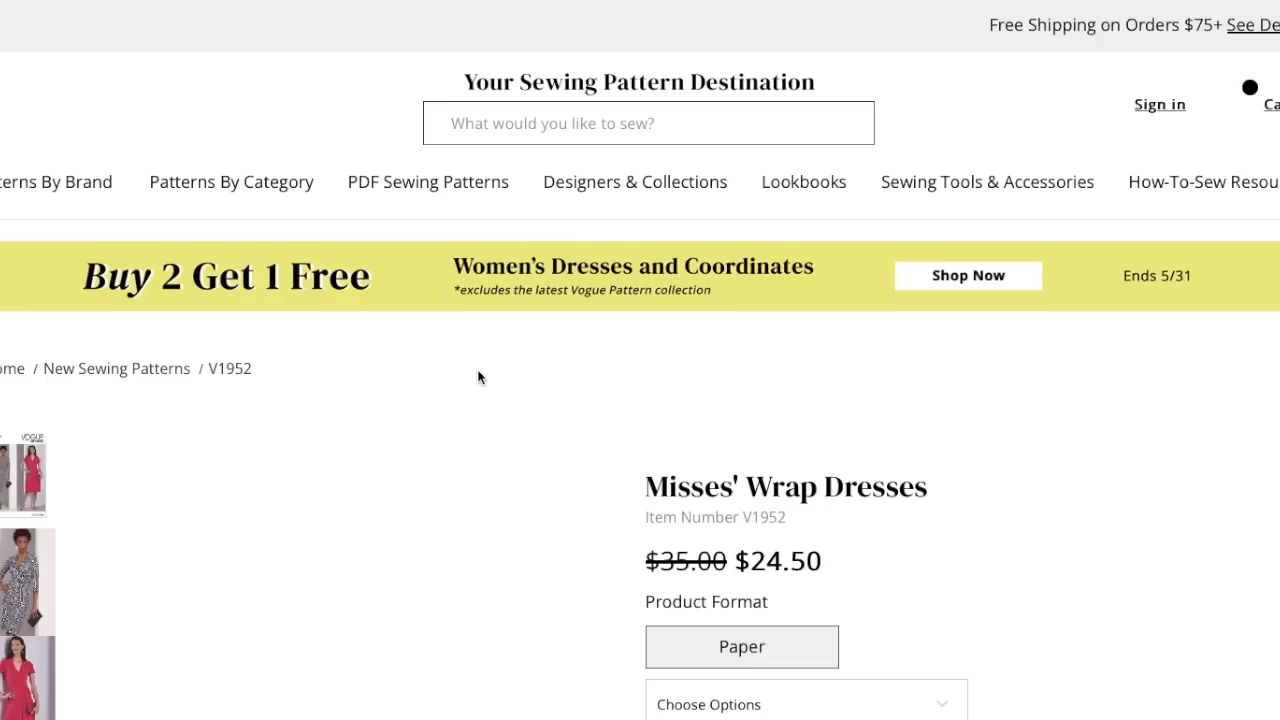 Free Shipping on Orders $75+ See De
Your Sewing Pattern Destination
What would you like to sew?
Sign in
Ca
terns By Brand Patterns By Category PDF Sewing Patterns Designers & Collections Lookbooks Sewing Tools & Accessories How-To-Sew Resou
Buy 2 Get 1 Free
Women's Dresses and Coordinates
*excludes the latest Vogue Pattern collection
Shop Now
Ends 5/31
ome / New Sewing Patterns / V1952
VOGUE
Misses' Wrap Dresses
Item Number V1952
$35.00 $24.50
Product Format
Paper
Choose Options